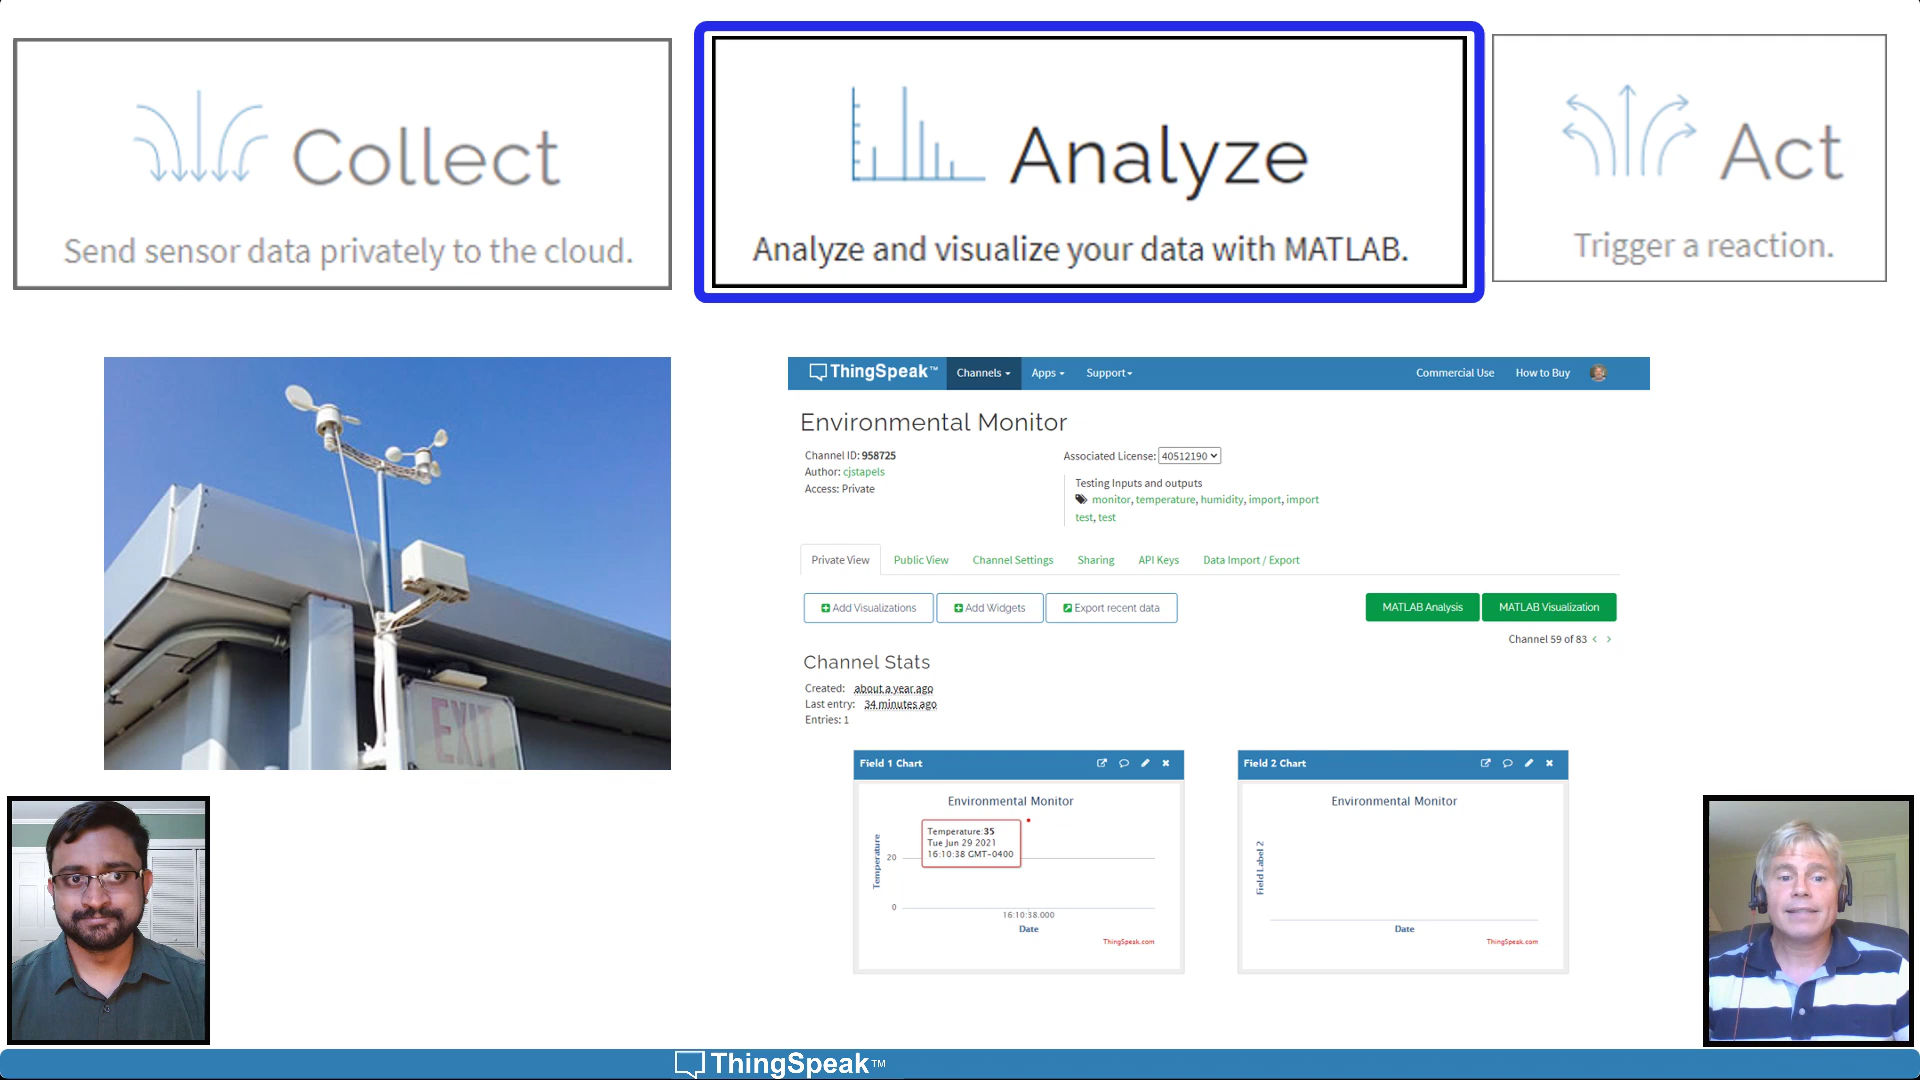 Collect
Send sensor data privately to the cloud.
Analyze
Analyze and visualize your data with MATLAB.
Act
Trigger a reaction.
EXIT
ThingSpeak™ Channels Apps Support Commercial Use How to Buy
Environmental Monitor
Channel ID: 958725
Author: cjstapels
Access: Private
Associated License: 40512190
Testing Inputs and outputs
monitor, temperature, humidity, import, import
test, test
Private View Public View Channel Settings Sharing API Keys Data Import / Export
Add Visualizations Add Widgets Export recent data MATLAB Analysis MATLAB Visualization
Channel 59 of 83 < >
Channel Stats
Created: about a year ago
Last entry: 34 minutes ago
Entries: 1
Field 1 Chart
Environmental Monitor
Temperature:35
Tue Jun 29 2021
16:10:38 GMT-0400
Temperature
20
0
16:10:38.000
Date
ThingSpeak.com
Field 2 Chart
Environmental Monitor
Field Label 2
Date
ThingSpeak.com
ThingSpeak™